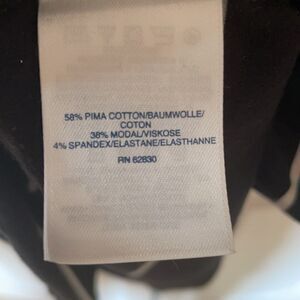 58% PIMA COTTON/BAUMWOLLE/
COTON
38% MODAL/VISKOSE
4% SPANDEX/ELASTANE/ELASTHANNE
RN 62830